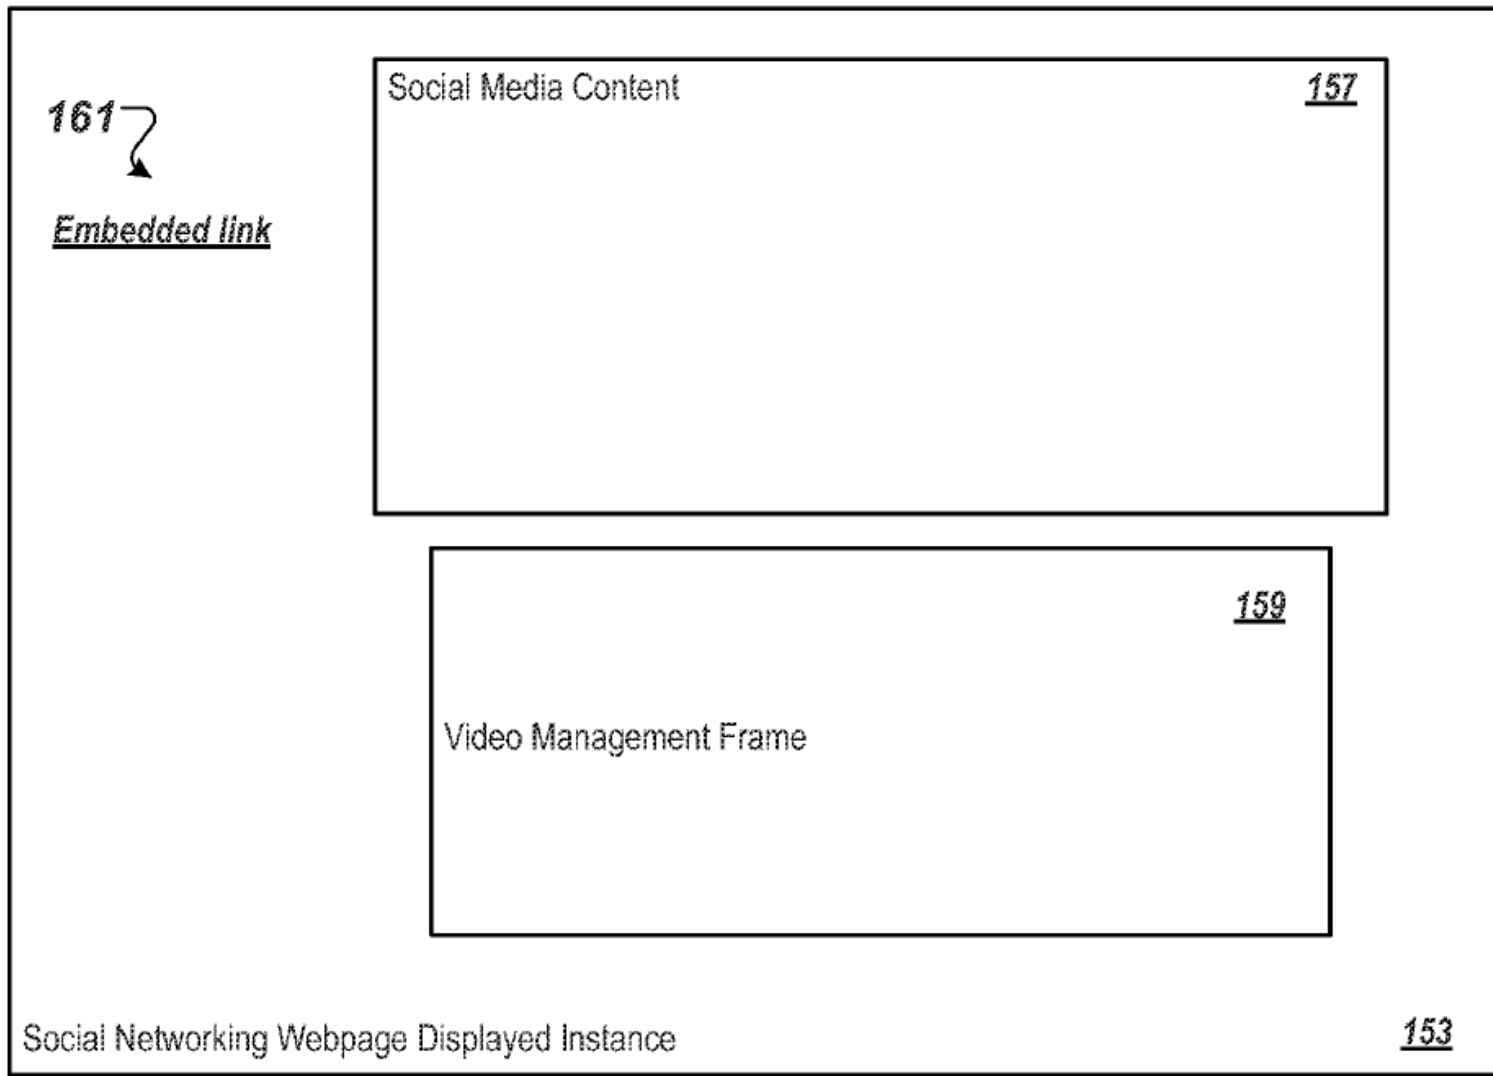 Social Media Content 157
161
Embedded link
159
Video Management Frame
Social Networking Webpage Displayed Instance 153